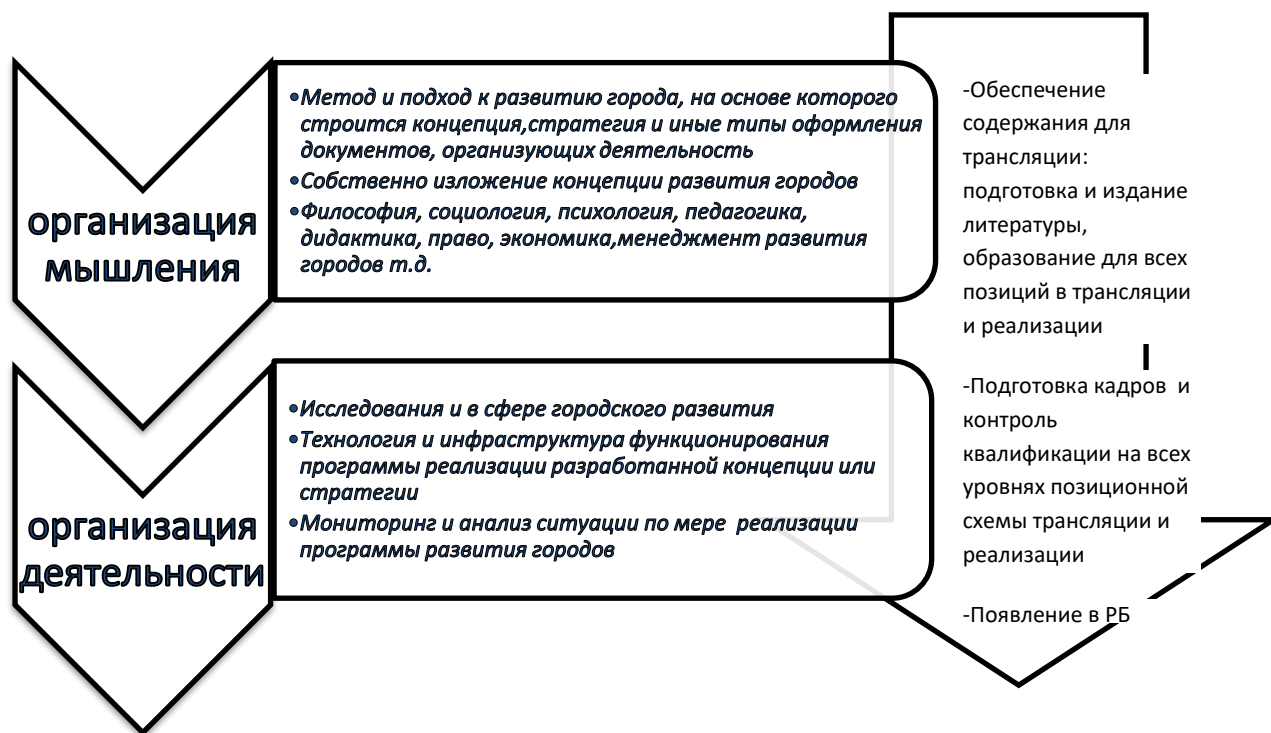 организация
мышления
•Метод и подход к развитию города, на основе которого
строится концепция,стратегия и иные типы оформления
документов, организующих деятельность
•Собственно изложение концепции развития городов
•Философия, социология, психология, педагогика,
дидактика, право, экономика,менеджмент развития
городов т.д.
организация
деятельности
•Исследования и в сфере городского развития
•Технология и инфраструктура функционирования
программы реализации разработанной концепции или
стратегии
•Мониторинг и анализ ситуации по мере реализации
программы развития городов
-Обеспечение
содержания для
трансляции:
подготовка и издание
литературы,
образование для всех
позиций в трансляции
и реализации
-Подготовка кадров и
контроль
квалификации на всех
уровнях позиционной
схемы трансляции и
реализации
-Появление в РБ